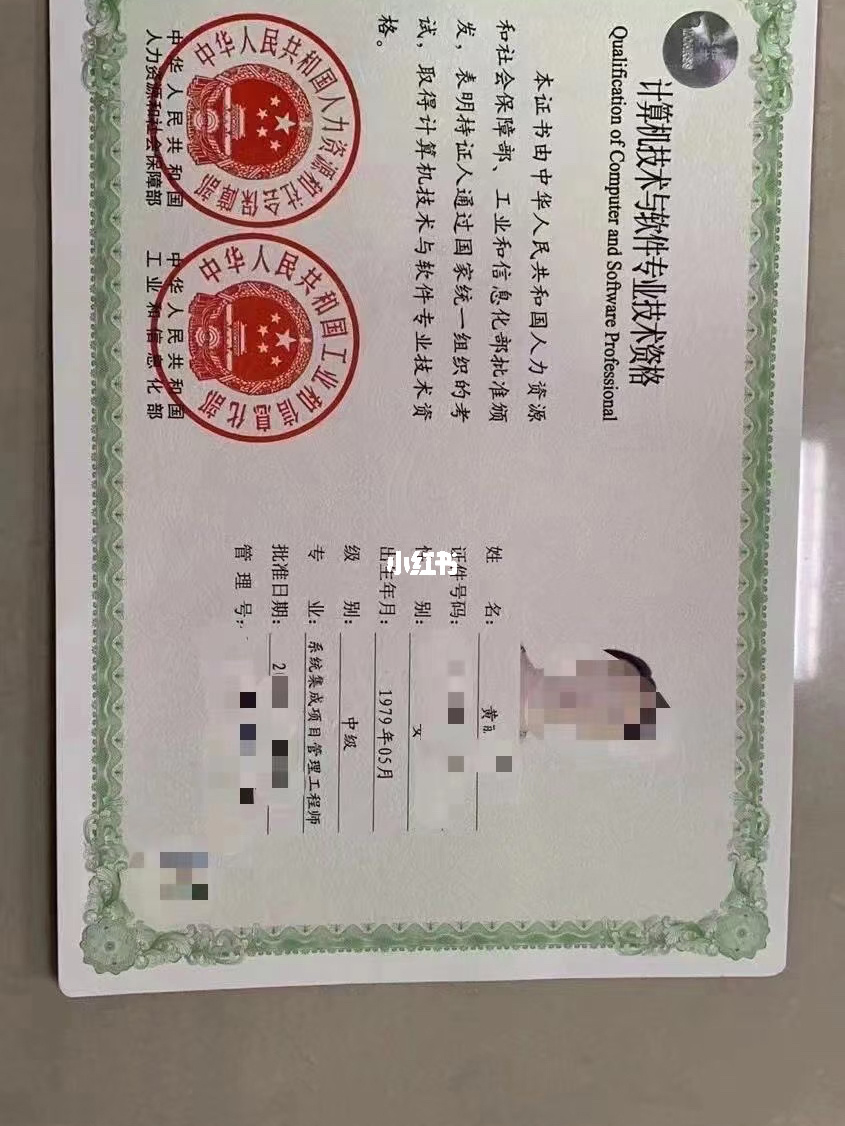 计算机技术与软件专业技术资格
Qualification of Computer and Software Professional
本证书由中华人民共和国人力资源
和社会保障部、工业和信息化部批准颁
发，表明持证人通过国家统一组织的考
试，取得计算机技术与软件专业技术资
格。
中华人民共和国人力资源和社会保障部
中华人民共和国
人力资源和社会保障部
中华人民共和国工业和信息化部
中华人民共和国
工业和信息化部
姓 名： 黄
证件号码：
性 别： 女
出生年月： 1979年05月
级 别： 中级
专 业： 系统集成项目管理工程师
批准日期： 2
管 理 号：
小红书